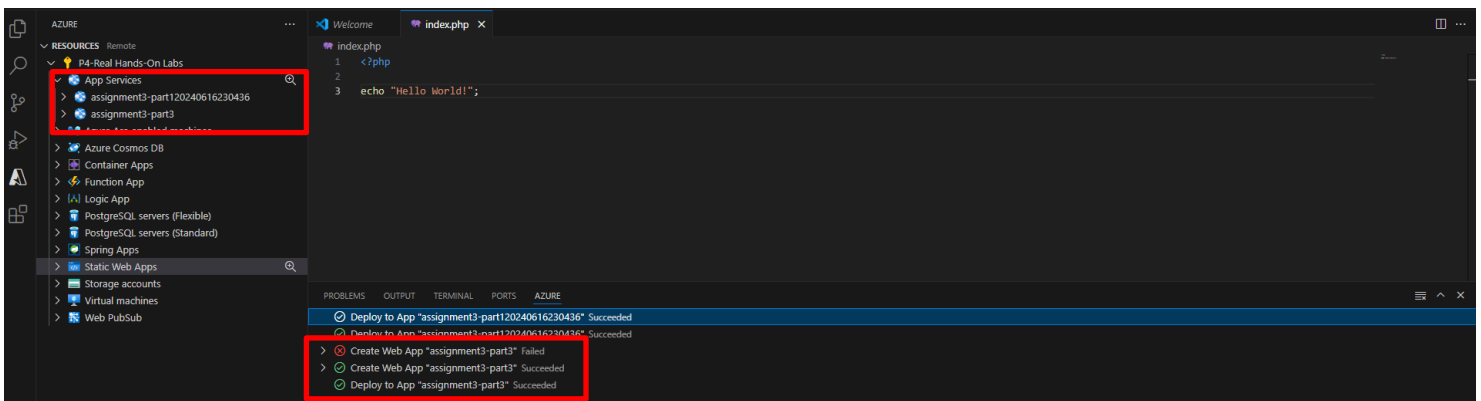 AZURE
RESOURCES Remote
P4-Real Hands-On Labs
App Services
assignment3-part120240616230436
assignment3-part3
Azure Arc-enabled machines
Azure Cosmos DB
Container Apps
Function App
Logic App
PostgreSQL servers (Flexible)
PostgreSQL servers (Standard)
Spring Apps
Static Web Apps
Storage accounts
Virtual machines
Web PubSub
Welcome
index.php
index.php
1 <?php
2
3 echo "Hello World!";
PROBLEMS OUTPUT TERMINAL PORTS AZURE
Deploy to App "assignment3-part120240616230436" Succeeded
Deploy to App "assignment3-part120240616230436" Succeeded
Create Web App "assignment3-part3" Failed
Create Web App "assignment3-part3" Succeeded
Deploy to App "assignment3-part3" Succeeded